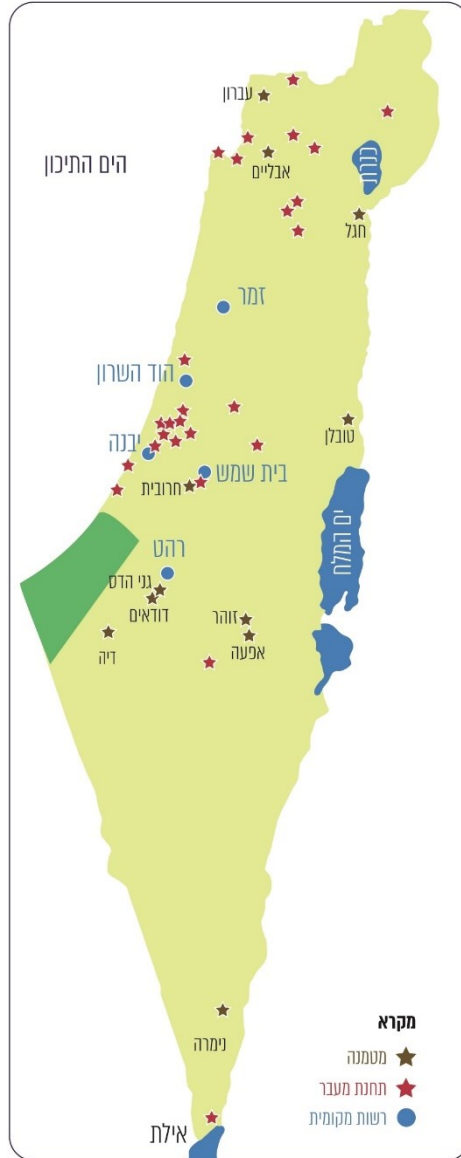 עברון
אבליים
כנרת
הים התיכון
חגל
זמר
הוד השרון
טובלן
יבנה
בית שמש
חרובית
ים המלח
רהט
גני הדס
דודאים
זוהר
דיה
אפעה
נימרה
מקרא
מטמנה
תחנת מעבר
רשות מקומית
אילת